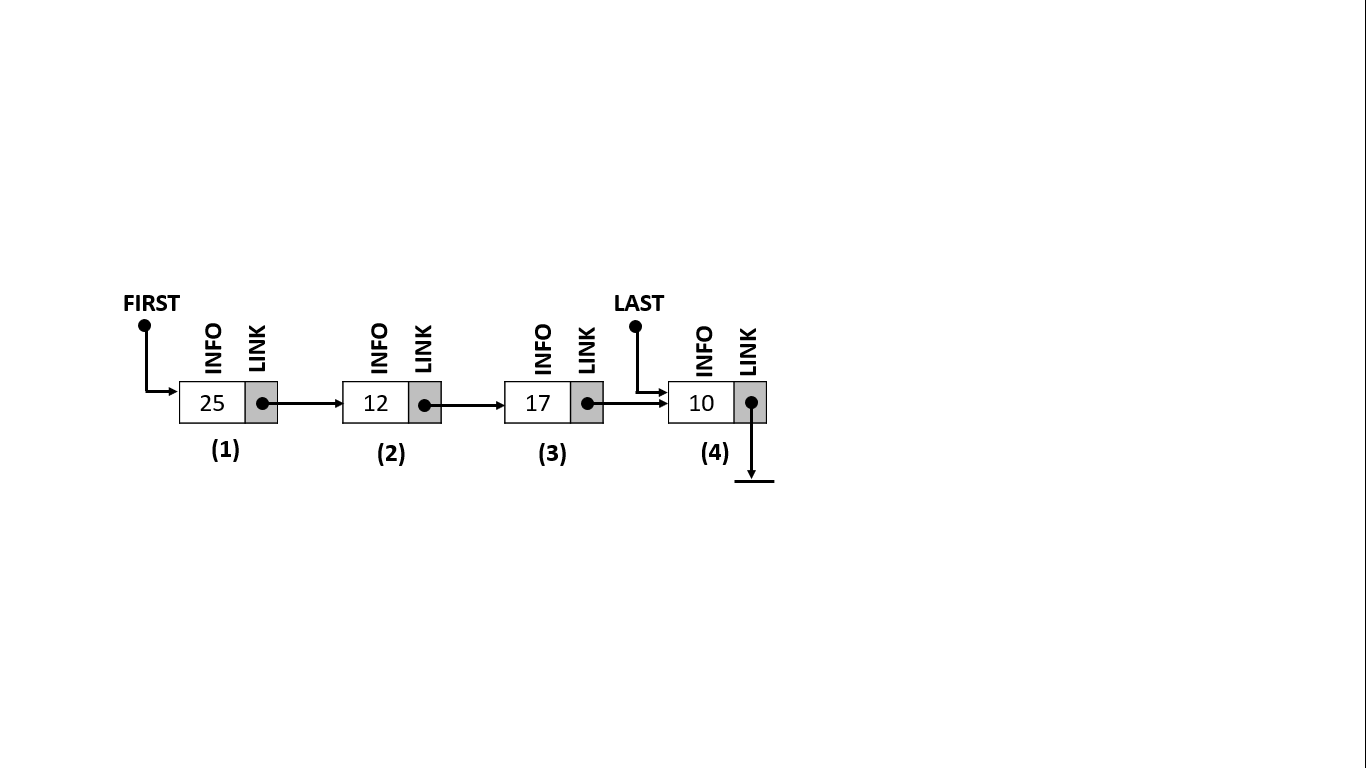 FIRST
LAST
INFO
LINK
INFO
LINK
INFO
LINK
INFO
LINK
25
12
17
10
(1)
(2)
(3)
(4)